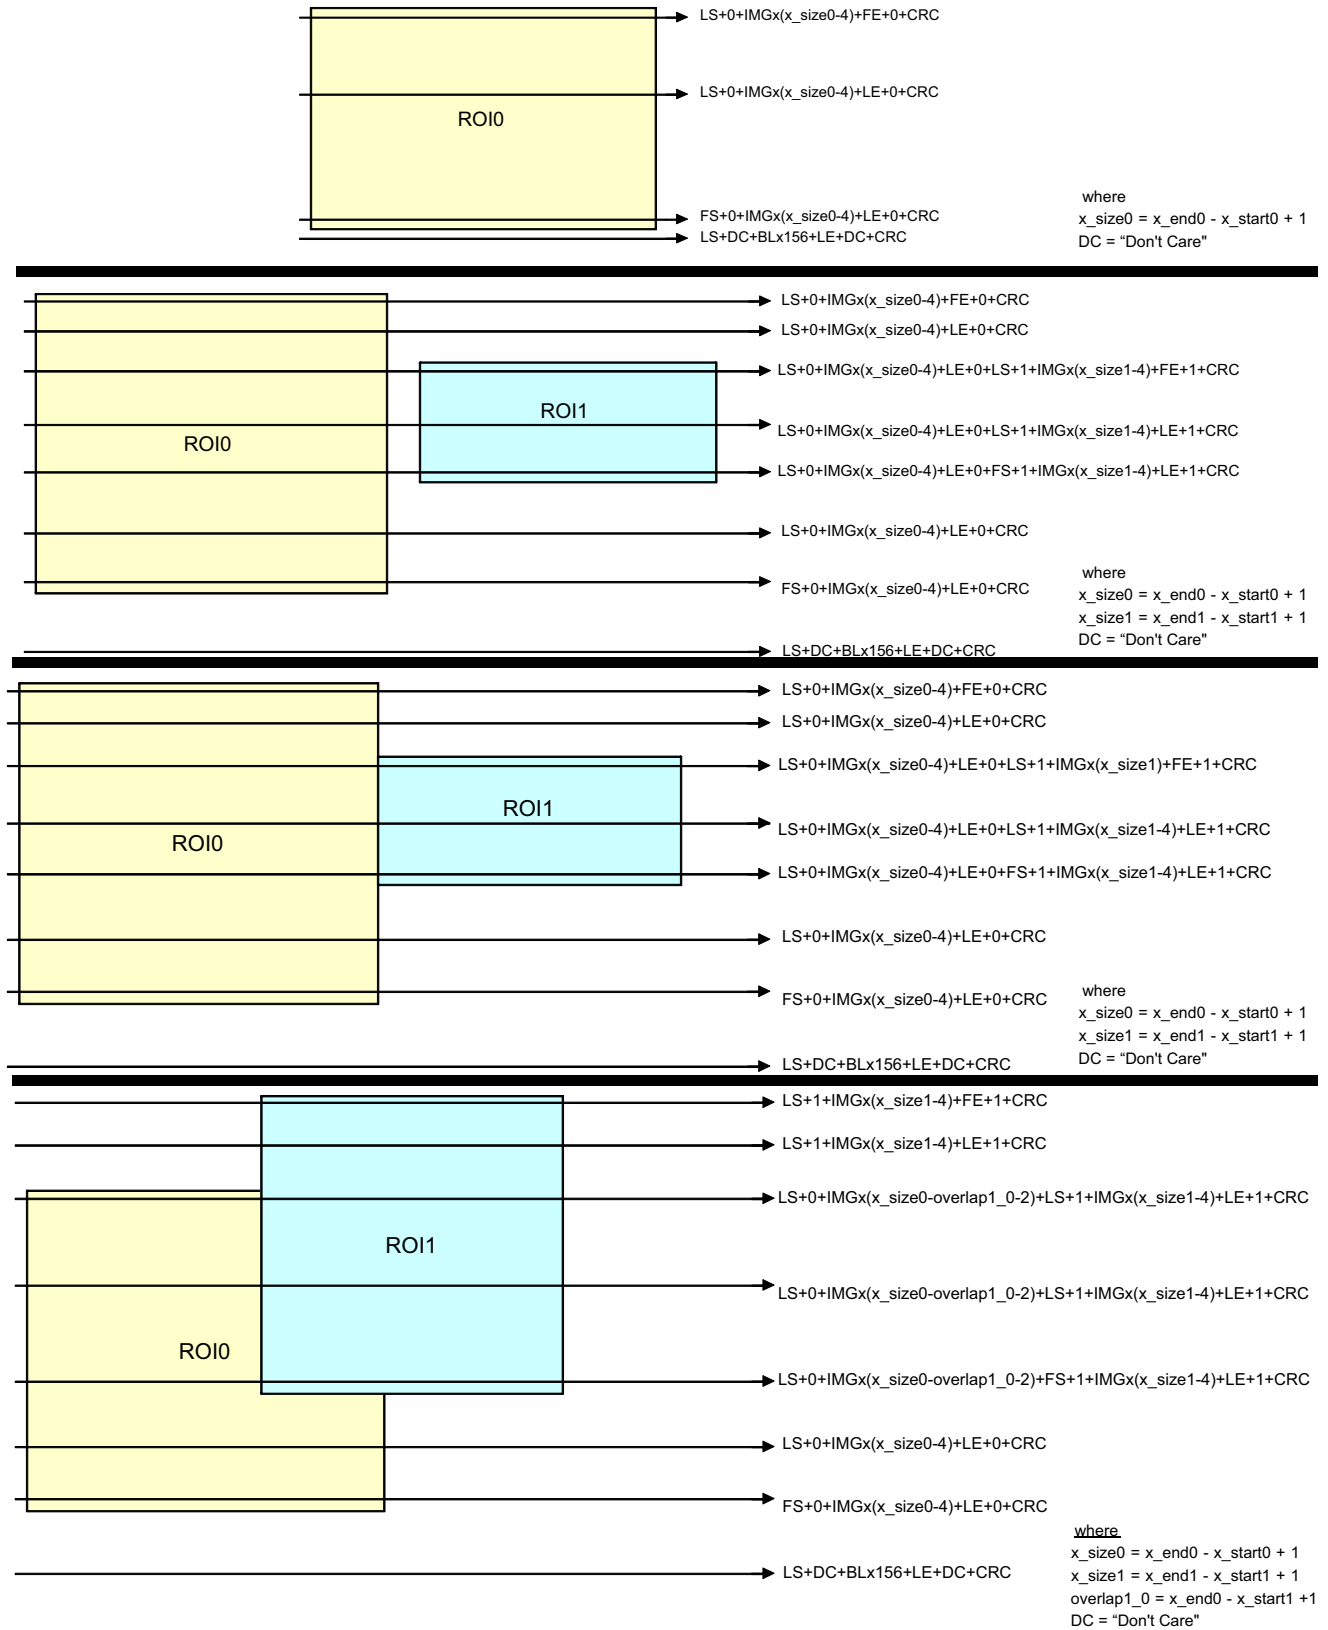 LS+0+IMGx(x_size0-4)+FE+0+CRC
LS+0+IMGx(x_size0-4)+LE+0+CRC
ROI0
where
FS+0+IMGx(x_size0-4)+LE+0+CRC
x_size0 = x_end0 - x_start0 + 1
LS+DC+BLx156+LE+DC+CRC
DC = “Don't Care"
LS+0+IMGx(x_size0-4)+FE+0+CRC
LS+0+IMGx(x_size0-4)+LE+0+CRC
LS+0+IMGx(x_size0-4)+LE+0+LS+1+IMGx(x_size1-4)+FE+1+CRC
ROI1
LS+0+IMGx(x_size0-4)+LE+0+LS+1+IMGx(x_size1-4)+LE+1+CRC
ROI0
LS+0+IMGx(x_size0-4)+LE+0+FS+1+IMGx(x_size1-4)+LE+1+CRC
LS+0+IMGx(x_size0-4)+LE+0+CRC
where
FS+0+IMGx(x_size0-4)+LE+0+CRC
x_size0 = x_end0 - x_start0 + 1
x_size1 = x_end1 - x_start1 + 1
DC = “Don't Care"
LS+DC+BLx156+LE+DC+CRC
LS+0+IMGx(x_size0-4)+FE+0+CRC
LS+0+IMGx(x_size0-4)+LE+0+CRC
LS+0+IMGx(x_size0-4)+LE+0+LS+1+IMGx(x_size1)+FE+1+CRC
ROI1
LS+0+IMGx(x_size0-4)+LE+0+LS+1+IMGx(x_size1-4)+LE+1+CRC
ROI0
LS+0+IMGx(x_size0-4)+LE+0+FS+1+IMGx(x_size1-4)+LE+1+CRC
LS+0+IMGx(x_size0-4)+LE+0+CRC
where
FS+0+IMGx(x_size0-4)+LE+0+CRC
x_size0 = x_end0 - x_start0 + 1
x_size1 = x_end1 - x_start1 + 1
DC = “Don't Care"
LS+DC+BLx156+LE+DC+CRC
LS+1+IMGx(x_size1-4)+FE+1+CRC
LS+1+IMGx(x_size1-4)+LE+1+CRC
LS+0+IMGx(x_size0-overlap1_0-2)+LS+1+IMGx(x_size1-4)+LE+1+CRC
ROI1
LS+0+IMGx(x_size0-overlap1_0-2)+LS+1+IMGx(x_size1-4)+LE+1+CRC
ROI0
LS+0+IMGx(x_size0-overlap1_0-2)+FS+1+IMGx(x_size1-4)+LE+1+CRC
LS+0+IMGx(x_size0-4)+LE+0+CRC
FS+0+IMGx(x_size0-4)+LE+0+CRC
where
x_size0 = x_end0 - x_start0 + 1
LS+DC+BLx156+LE+DC+CRC
x_size1 = x_end1 - x_start1 + 1
overlap1_0 = x_end0 - x_start1 +1
DC = “Don't Care"